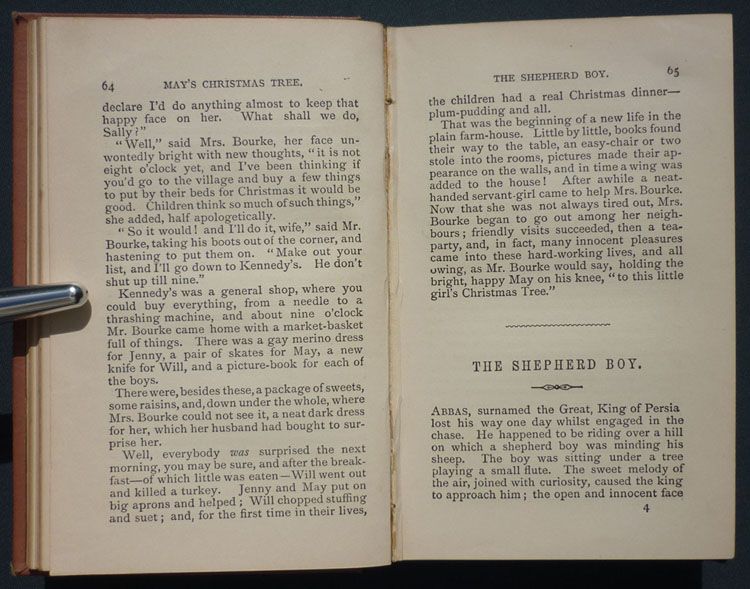 64 MAY'S CHRISTMAS TREE.
declare I'd do anything almost to keep that
happy face on her. What shall we do,
Sally?"
"Well," said Mrs. Bourke, her face un-
wontedly bright with new thoughts, "it is not
eight o'clock yet, and I've been thinking if
you'd go to the village and buy a few things
to put by their beds for Christmas it would be
good. Children think so much of such things,"
she added, half apologetically.
"So it would! and I'll do it, wife," said Mr.
Bourke, taking his boots out of the corner, and
hastening to put them on. "Make out your
list, and I'll go down to Kennedy's. He don't
shut up till nine."
Kennedy's was a general shop, where you
could buy everything, from a needle to a
thrashing machine, and about nine o'clock
Mr. Bourke came home with a market-basket
full of things. There was a gay merino dress
for Jenny, a pair of skates for May, a new
knife for Will, and a picture-book for each of
the boys.
There were, besides these, a package of sweets,
some raisins, and, down under the whole, where
Mrs. Bourke could not see it, a neat dark dress
for her, which her husband had bought to sur-
prise her.
Well, everybody was surprised the next
morning, you may be sure, and after the break-
fast—of which little was eaten—Will went out
and killed a turkey. Jenny and May put on
big aprons and helped; Will chopped stuffing
and suet; and, for the first time in their lives,
THE SHEPHERD BOY. 65
the children had a real Christmas dinner—
plum-pudding and all.
That was the beginning of a new life in the
plain farm-house. Little by little, books found
their way to the table, an easy-chair or two
stole into the rooms, pictures made their ap-
pearance on the walls, and in time a wing was
added to the house! After awhile a neat-
handed servant-girl came to help Mrs. Bourke.
Now that she was not always tired out, Mrs.
Bourke began to go out among her neigh-
bours; friendly visits succeeded, then a tea-
party, and, in fact, many innocent pleasures
came into these hard-working lives, and all
owing, as Mr. Bourke would say, holding the
bright, happy May on his knee, "to this little
girl's Christmas Tree."
THE SHEPHERD BOY.
ABBAS, surnamed the Great, King of Persia
lost his way one day whilst engaged in the
chase. He happened to be riding over a hill
on which a shepherd boy was minding his
sheep. The boy was sitting under a tree
playing a small flute. The sweet melody of
the air, joined with curiosity, caused the king
to approach him; the open and innocent face
4